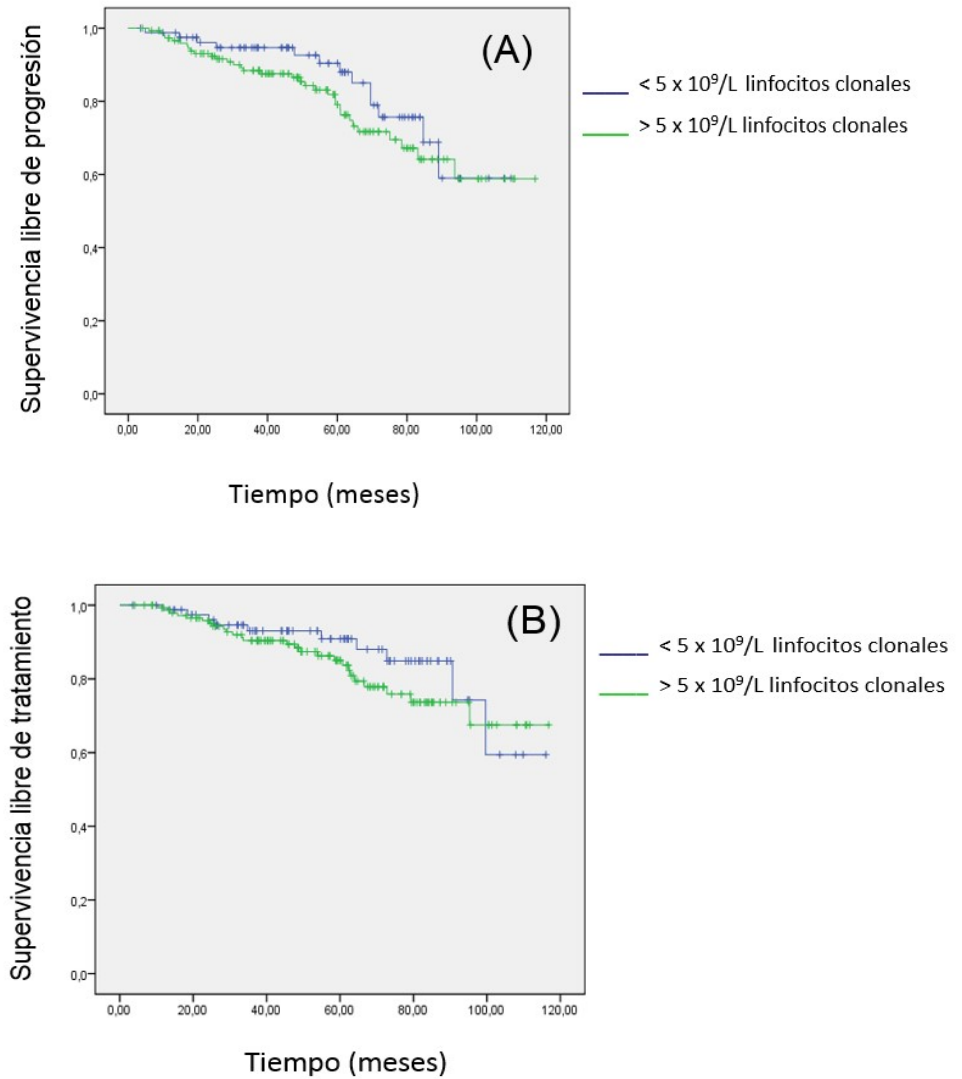 (A)
Supervivencia libre de progresión
1,0
0,8
0,6
0,4
0,2
0,0
0,00 20,00 40,00 60,00 80,00 100,00 120,00
Tiempo (meses)
< 5 x 10⁹/L linfocitos clonales
> 5 x 10⁹/L linfocitos clonales
(B)
Supervivencia libre de tratamiento
1,0
0,8
0,6
0,4
0,2
0,0
0,00 20,00 40,00 60,00 80,00 100,00 120,00
Tiempo (meses)
< 5 x 10⁹/L linfocitos clonales
> 5 x 10⁹/L linfocitos clonales